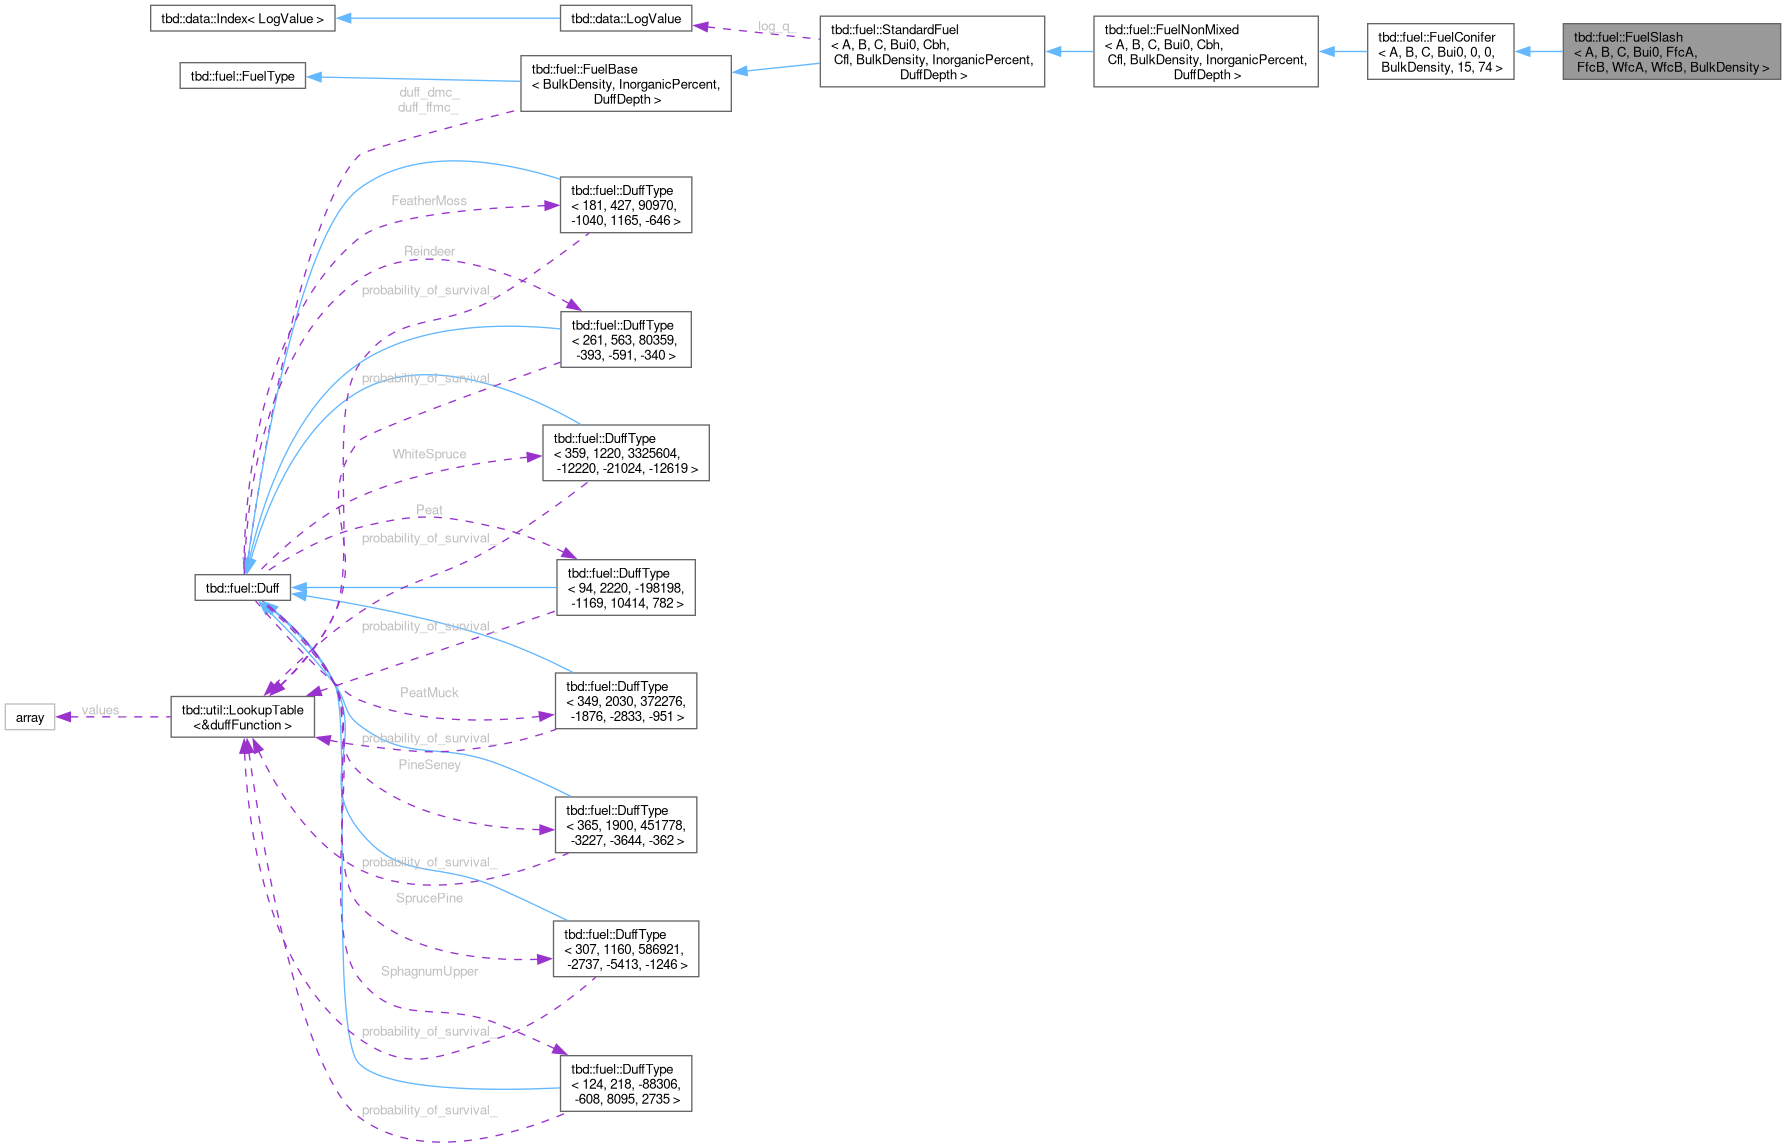 tbd::data::Index< LogValue >
tbd::data::LogValue
log_q_
tbd::fuel::StandardFuel
< A, B, C, Bui0, Cbh,
Cfl, BulkDensity, InorganicPercent,
DuffDepth >
tbd::fuel::FuelNonMixed
< A, B, C, Bui0, Cbh,
Cfl, BulkDensity, InorganicPercent,
DuffDepth >
tbd::fuel::FuelConifer
< A, B, C, Bui0, 0, 0,
BulkDensity, 15, 74 >
tbd::fuel::FuelSlash
< A, B, C, Bui0, FfcA,
FfcB, WfcA, WfcB, BulkDensity >
tbd::fuel::FuelType
tbd::fuel::FuelBase
< BulkDensity, InorganicPercent,
DuffDepth >
duff_dmc_
duff_ffmc_
tbd::fuel::DuffType
< 181, 427, 90970,
-1040, 1165, -646 >
FeatherMoss
Reindeer
probability_of_survival_
tbd::fuel::DuffType
< 261, 563, 80359,
-393, -591, -340 >
probability_of_survival_
tbd::fuel::DuffType
< 359, 1220, 3325604,
-12220, -21024, -12619 >
WhiteSpruce
Peat
probability_of_survival_
tbd::fuel::Duff
tbd::fuel::DuffType
< 94, 2220, -198198,
-1169, 10414, 782 >
probability_of_survival_
tbd::fuel::DuffType
< 349, 2030, 372276,
-1876, -2833, -951 >
PeatMuck
array
values
tbd::util::LookupTable
<&duffFunction >
probability_of_survival_
PineSeney
tbd::fuel::DuffType
< 365, 1900, 451778,
-3227, -3644, -362 >
probability_of_survival_
SprucePine
tbd::fuel::DuffType
< 307, 1160, 586921,
-2737, -5413, -1246 >
SphagnumUpper
probability_of_survival_
tbd::fuel::DuffType
< 124, 218, -88306,
-608, 8095, 2735 >
probability_of_survival_